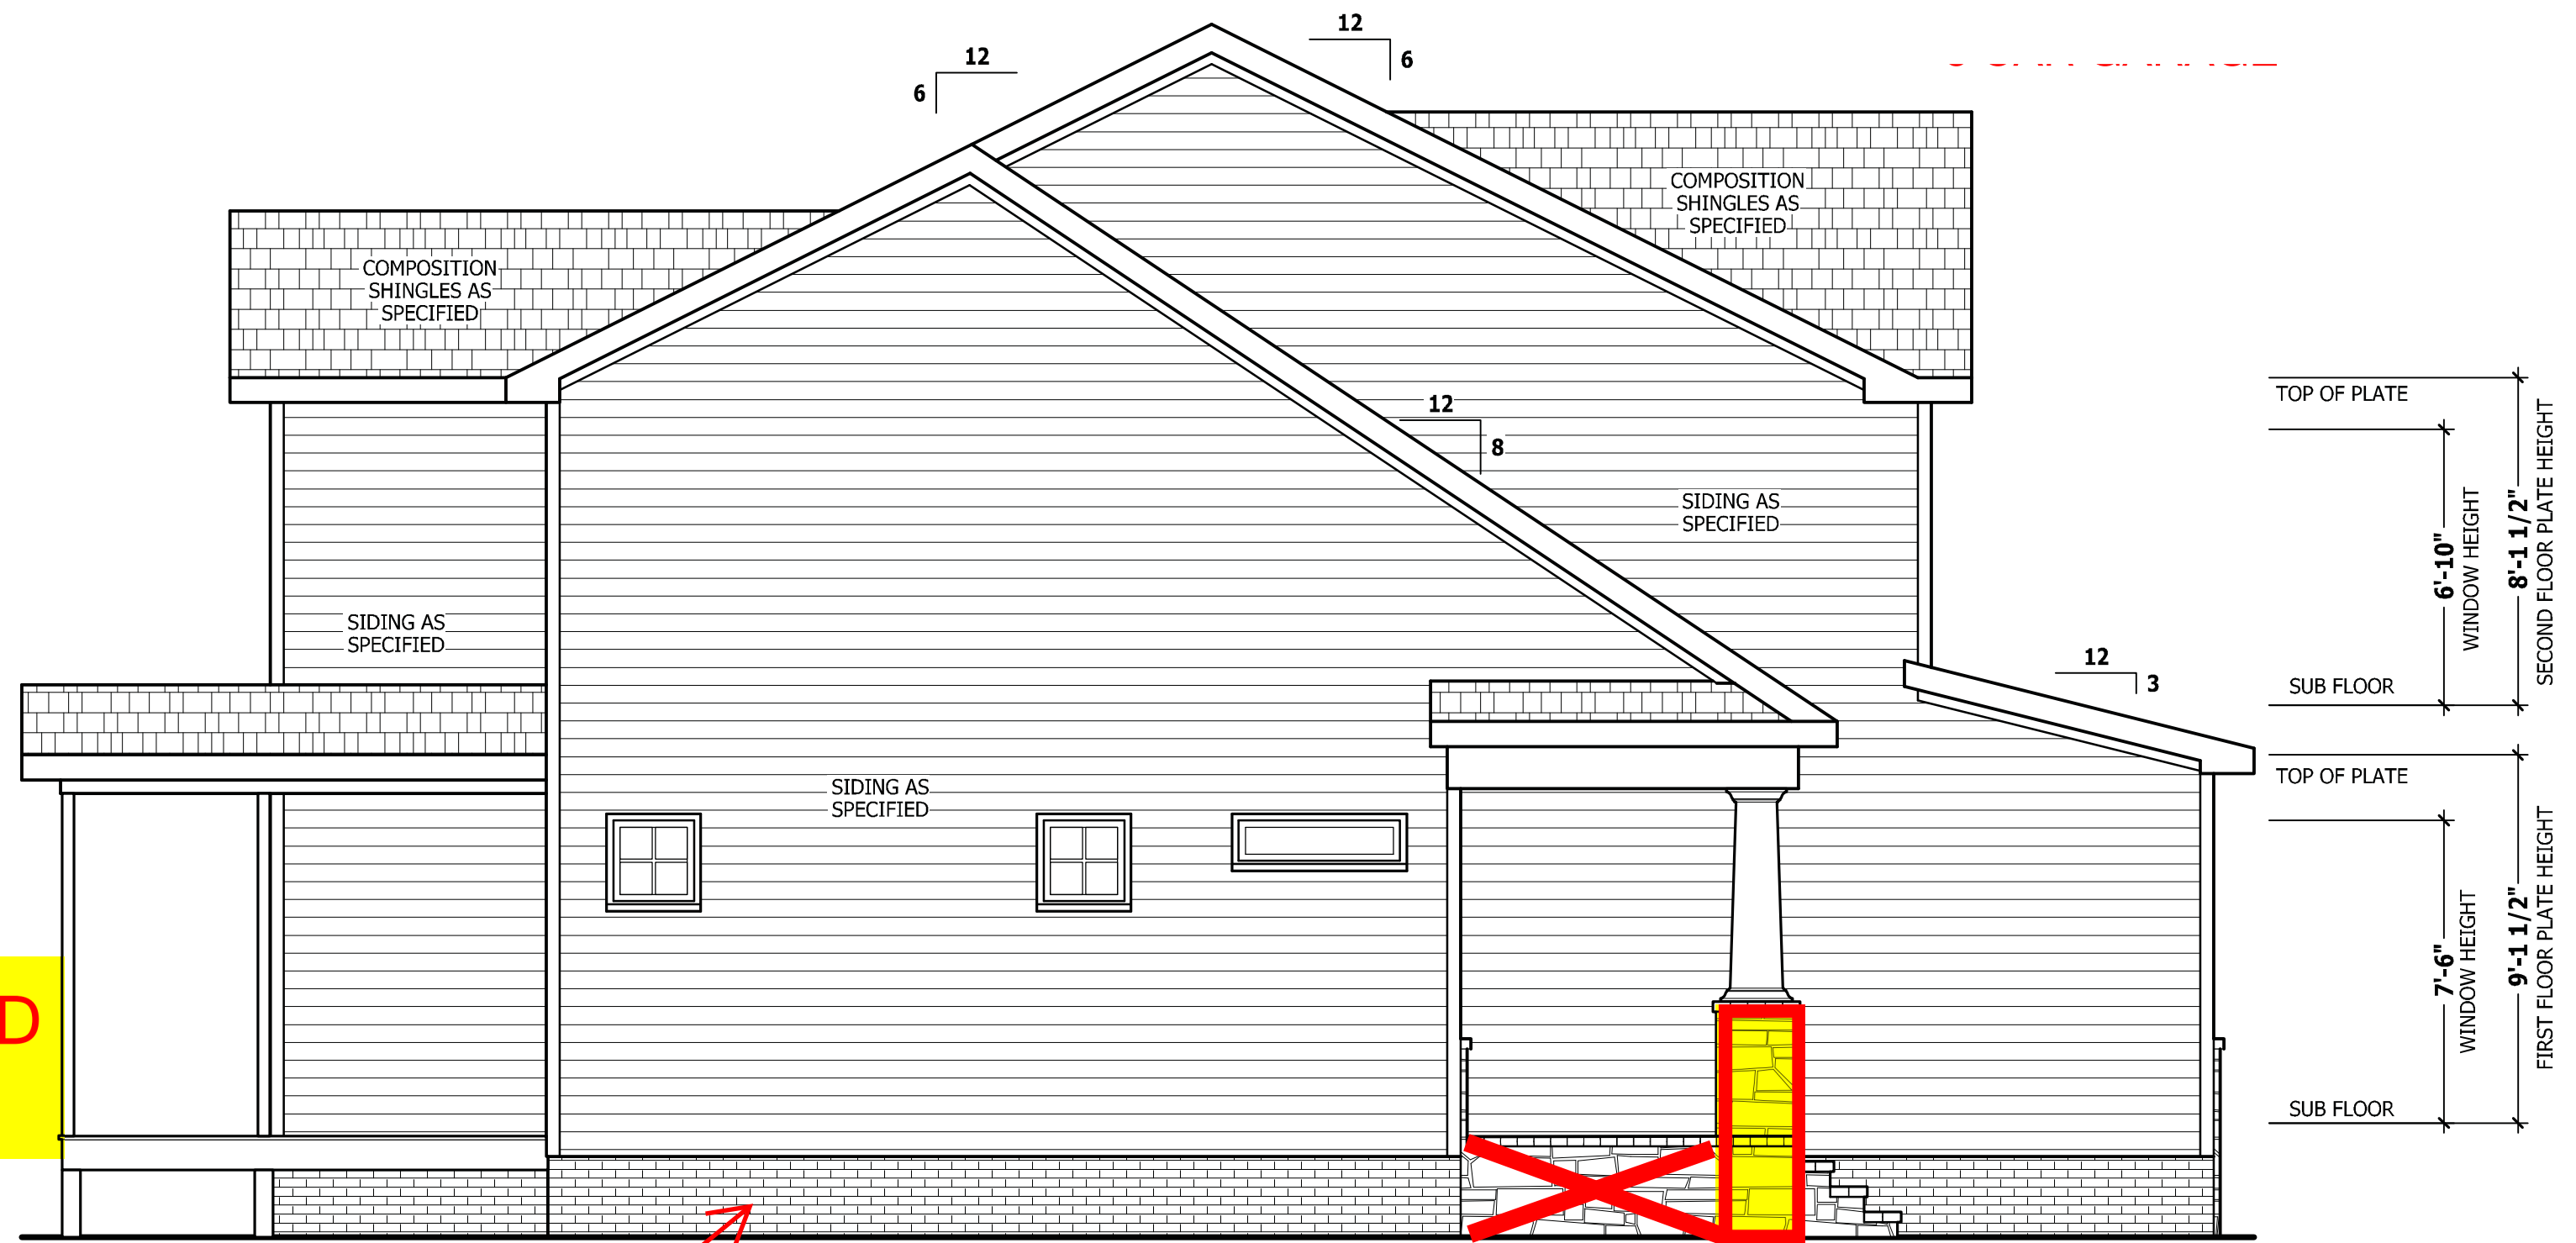 12
6
12
6
COMPOSITION
SHINGLES AS
SPECIFIED
COMPOSITION
SHINGLES AS
SPECIFIED
12
8
TOP OF PLATE
SIDING AS
SPECIFIED
6'-10"
WINDOW HEIGHT
8'-1 1/2"
SECOND FLOOR PLATE HEIGHT
SIDING AS
SPECIFIED
12
3
SUB FLOOR
TOP OF PLATE
SIDING AS
SPECIFIED
7'-6"
WINDOW HEIGHT
9'-1 1/2"
FIRST FLOOR PLATE HEIGHT
D
SUB FLOOR